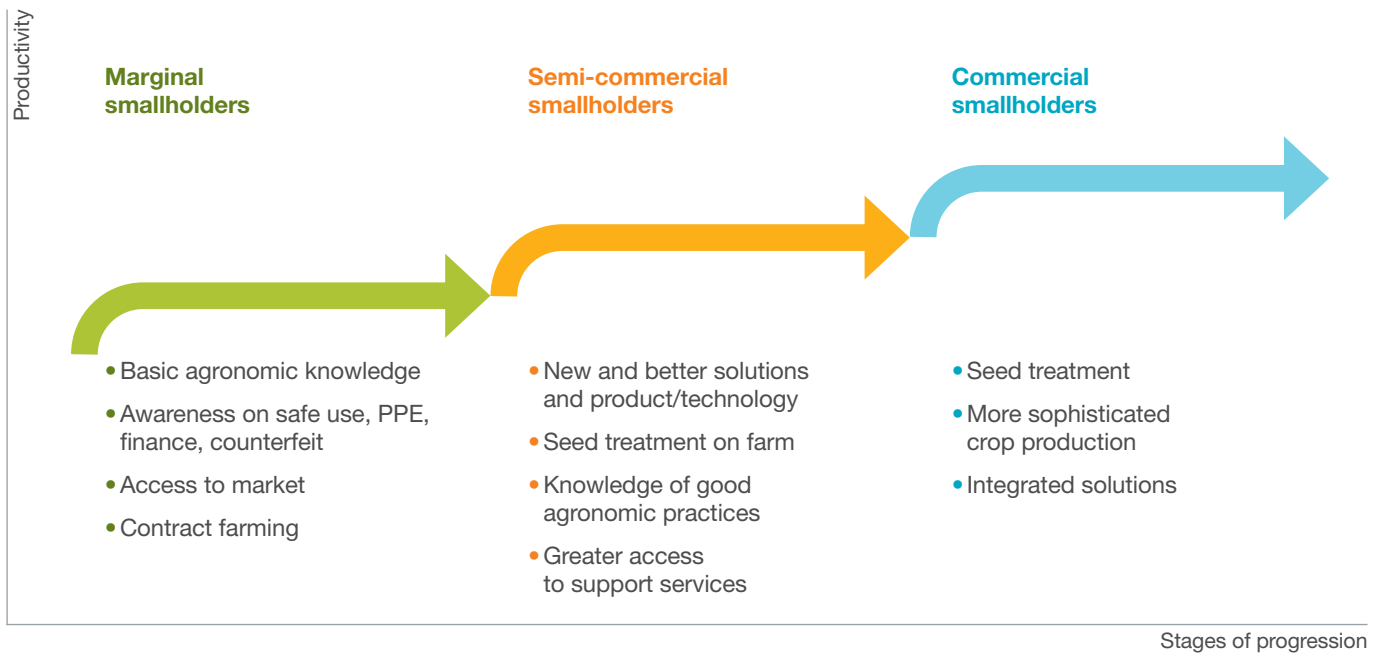 Productivity
Marginal
smallholders
• Basic agronomic knowledge
• Awareness on safe use, PPE,
finance, counterfeit
• Access to market
• Contract farming
Semi-commercial
smallholders
• New and better solutions
and product/technology
• Seed treatment on farm
• Knowledge of good
agronomic practices
• Greater access
to support services
Commercial
smallholders
• Seed treatment
• More sophisticated
crop production
• Integrated solutions
Stages of progression